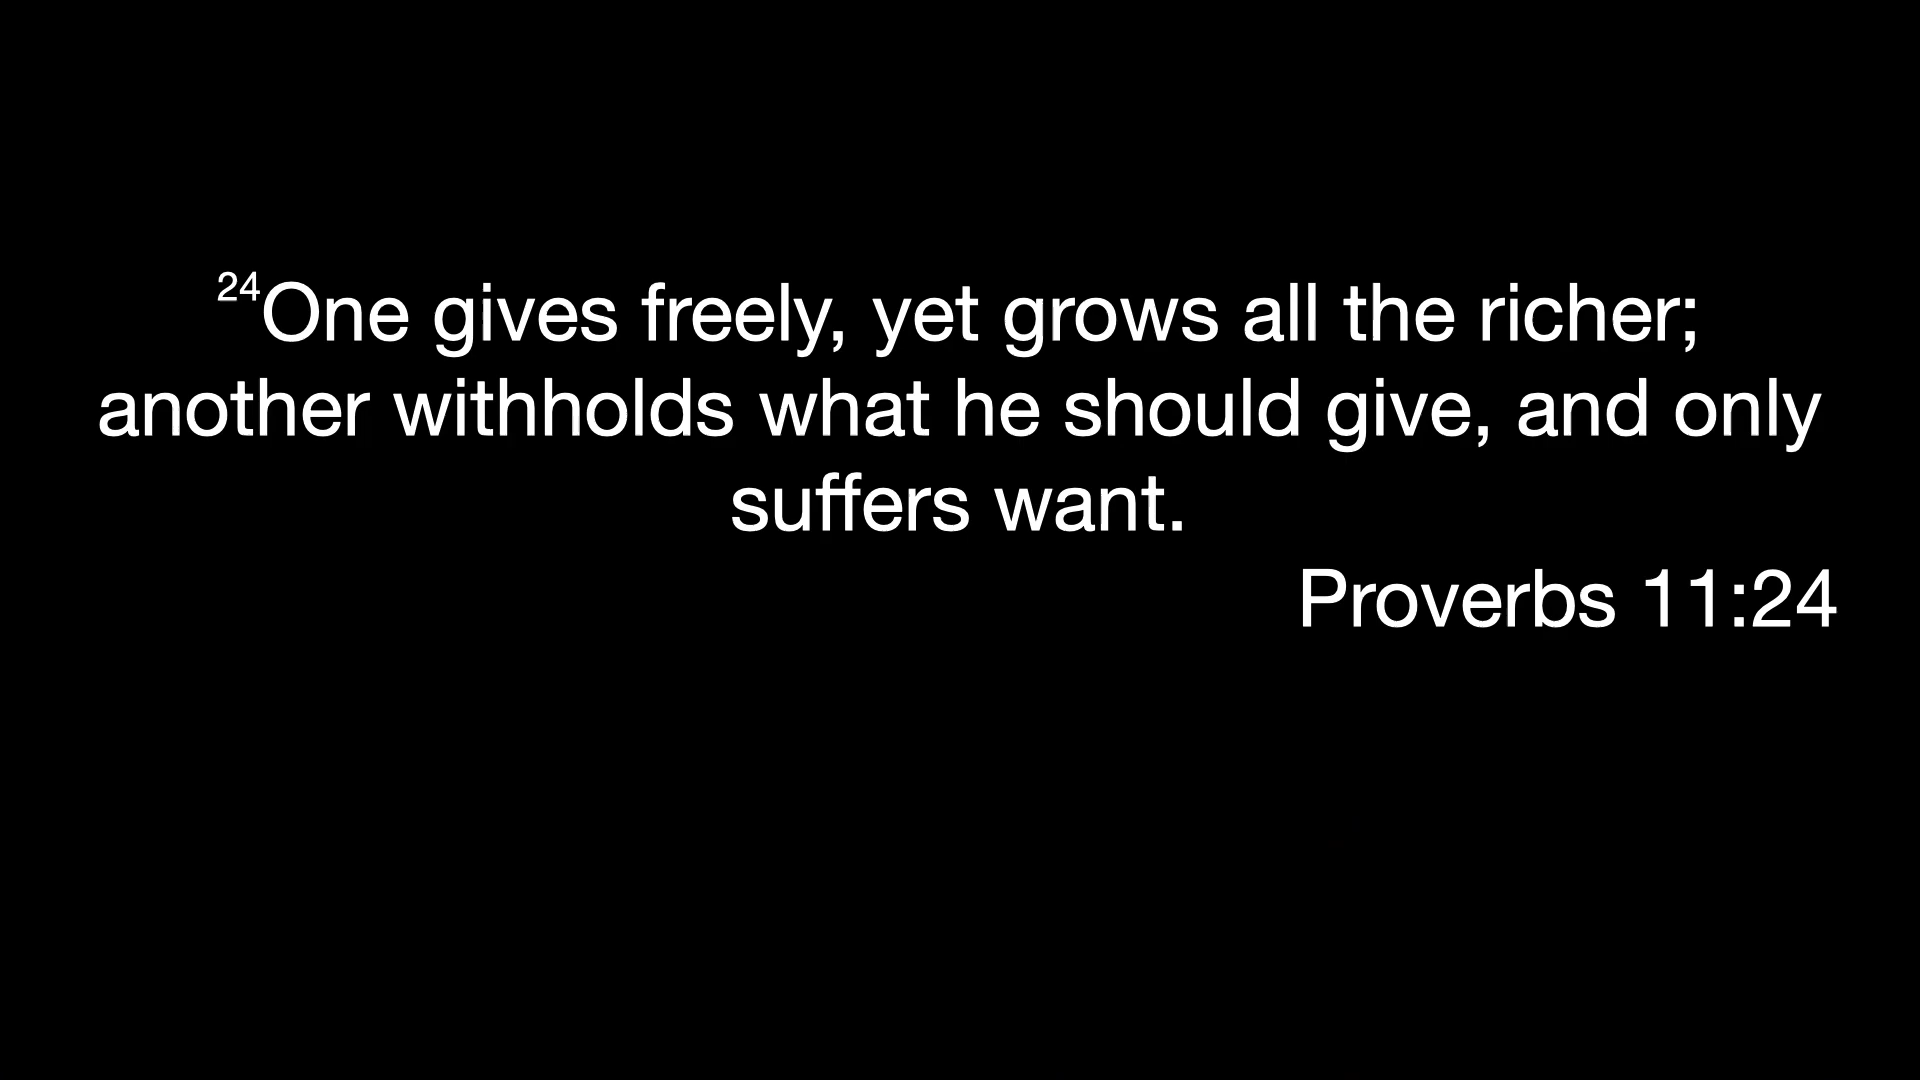 24One gives freely, yet grows all the richer;
another withholds what he should give, and only
suffers want.
Proverbs 11:24